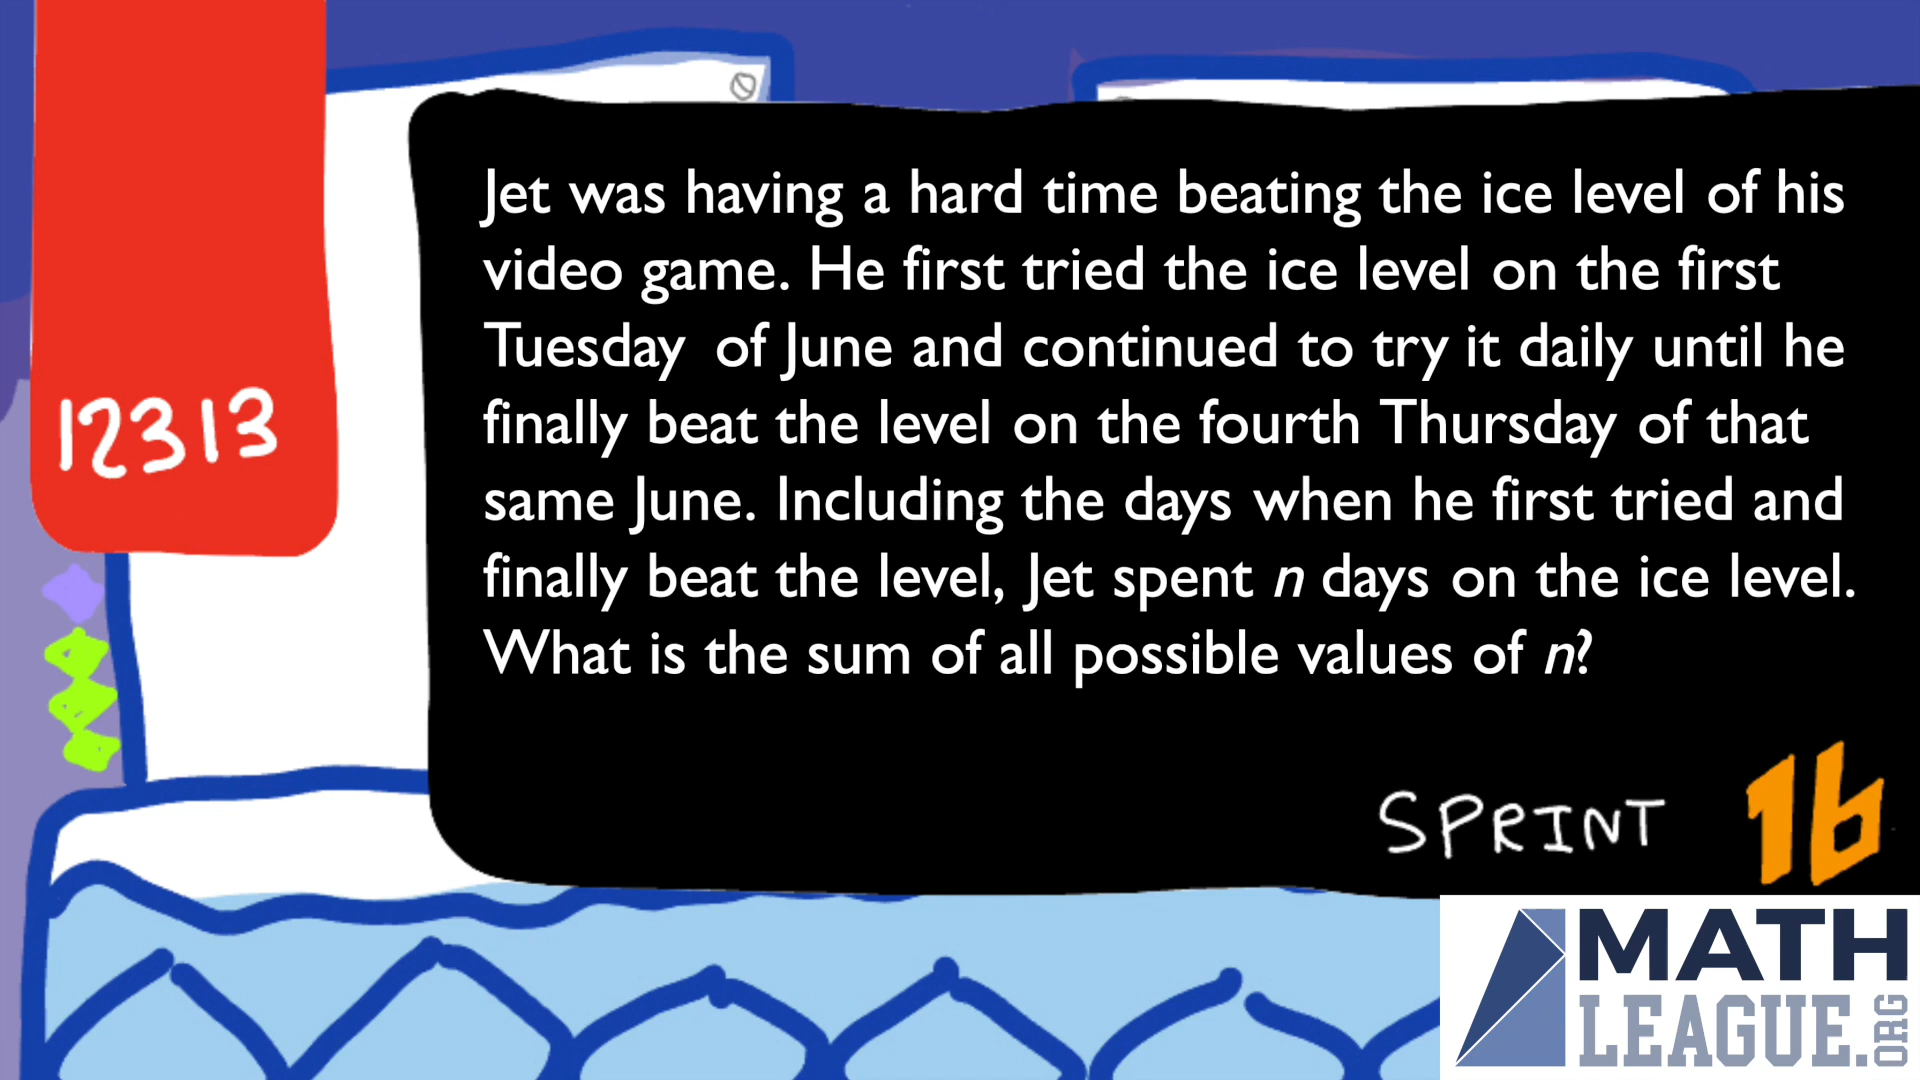 12313
Jet was having a hard time beating the ice level of his
video game. He first tried the ice level on the first
Tuesday of June and continued to try it daily until he
finally beat the level on the fourth Thursday of that
same June. Including the days when he first tried and
finally beat the level, Jet spent n days on the ice level.
What is the sum of all possible values of n?
SPRINT 16
MATH
LEAGUE.ORG